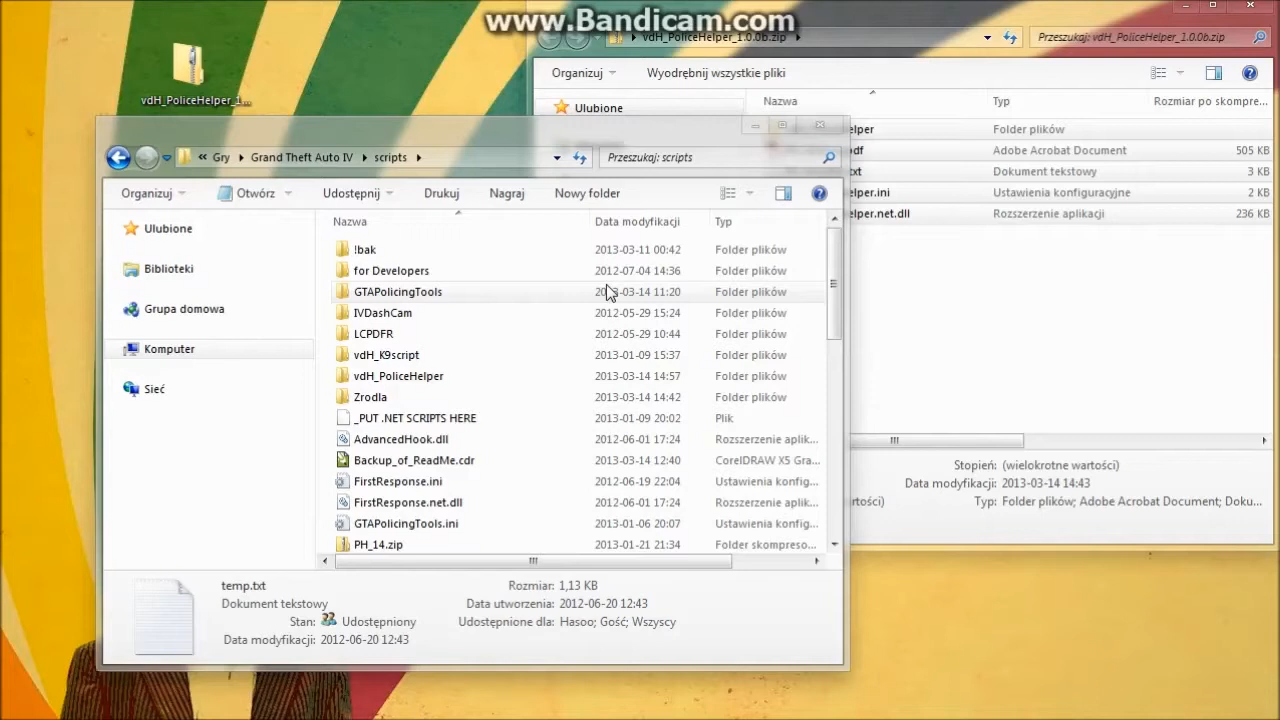 www.Bandicam.com
vdH_PoliceHelper_1...
vdH_PoliceHelper_1.0.0b.zip
Przeszukaj: vdH_PoliceHelper_1.0.0b.zip
Organizuj
Wyodrębnij wszystkie pliki
Ulubione
Nazwa
Typ
Rozmiar po skompre...
elper
Folder plików
df
Adobe Acrobat Document
505 KB
xt
Dokument tekstowy
3 KB
elper.ini
Ustawienia konfiguracyjne
2 KB
elper.net.dll
Rozszerzenie aplikacji
236 KB
Stopień: (wielokrotne wartości)
Data modyfikacji: 2013-03-14 14:43
Typ: Folder plików; Adobe Acrobat Document; Doku...
rtości)
« Gry
Grand Theft Auto IV
scripts
Przeszukaj: scripts
Organizuj
Otwórz
Udostępnij
Drukuj
Nagraj
Nowy folder
Ulubione
Biblioteki
Grupa domowa
Komputer
Sieć
Nazwa
Data modyfikacji
Typ
!bak
2013-03-11 00:42
Folder plików
for Developers
2012-07-04 14:36
Folder plików
GTAPolicingTools
20 3-03-14 11:20
Folder plików
IVDashCam
2012-05-29 15:24
Folder plików
LCPDFR
2012-05-29 10:44
Folder plików
vdH_K9script
2013-01-09 15:37
Folder plików
vdH_PoliceHelper
2013-03-14 14:57
Folder plików
Zrodla
2013-03-14 14:42
Folder plików
_PUT .NET SCRIPTS HERE
2013-01-09 20:02
Plik
AdvancedHook.dll
2012-06-01 17:24
Rozszerzenie aplik...
Backup_of_ReadMe.cdr
2013-03-14 12:40
CorelDRAW X5 Gra...
FirstResponse.ini
2012-06-19 22:04
Ustawienia konfig...
FirstResponse.net.dll
2012-06-01 17:24
Rozszerzenie aplik...
GTAPolicingTools.ini
2013-01-06 20:07
Ustawienia konfig...
PH_14.zip
2013-01-21 21:34
Folder skompreso...
temp.txt
Dokument tekstowy
Stan: Udostępniony
Data modyfikacji: 2012-06-20 12:43
Rozmiar: 1,13 KB
Data utworzenia: 2012-06-20 12:43
Udostępnione dla: Hasoo; Gość; Wszyscy